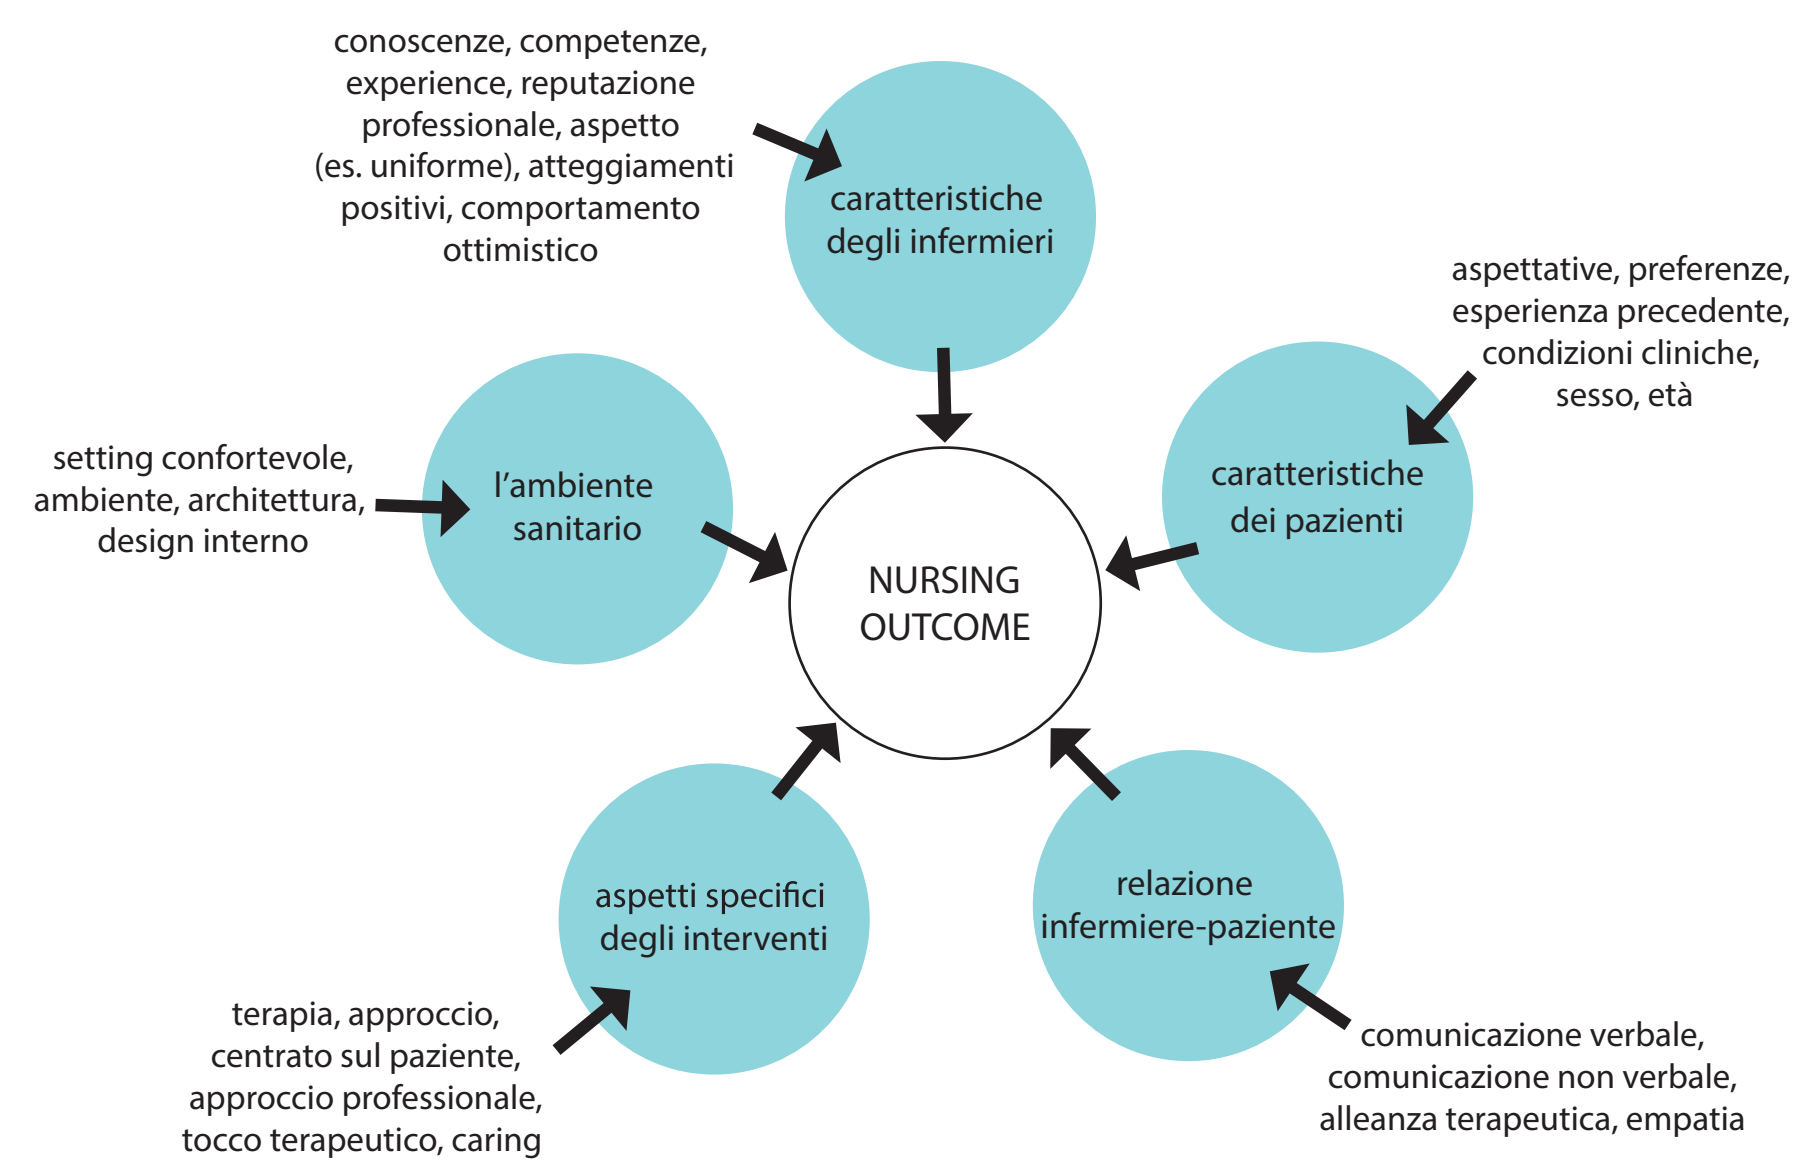 conoscenze, competenze,
experience, reputazione
professionale, aspetto
(es. uniforme), atteggiamenti
positivi, comportamento
ottimistico
caratteristiche
degli infermieri
aspettative, preferenze,
esperienza precedente,
condizioni cliniche,
sesso, età
caratteristiche
dei pazienti
setting confortevole,
ambiente, architettura,
design interno
l'ambiente
sanitario
NURSING
OUTCOME
aspetti specifici
degli interventi
relazione
infermiere-paziente
terapia, approccio,
centrato sul paziente,
approccio professionale,
tocco terapeutico, caring
comunicazione verbale,
comunicazione non verbale,
alleanza terapeutica, empatia